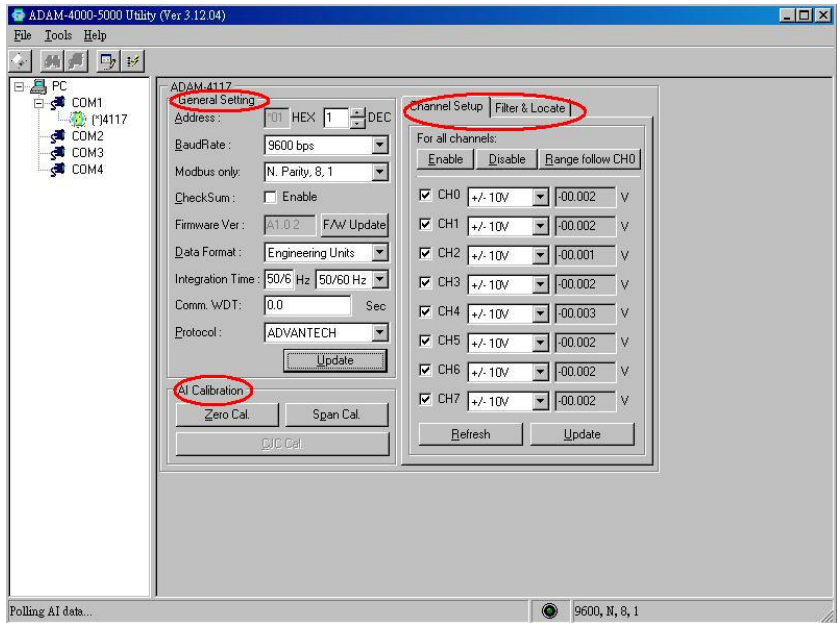 ADAM-4000-5000 Utility (Ver 3.12.04)
File Tools Help
PC
COM1
(*)4117
COM2
COM3
COM4
ADAM-4117
General Setting
Address : *01 HEX 1 DEC
BaudRate : 9600 bps
Modbus only: N. Parity, 8, 1
CheckSum : Enable
Firmware Ver : A1.0 2 F/W Update
Data Format : Engineering Units
Integration Time : 50/6 Hz 50/60 Hz
Comm. WDT: 0.0 Sec
Protocol : ADVANTECH
Update
AI Calibration
Zero Cal. Span Cal.
CJC Cal.
Channel Setup Filter & Locate
For all channels:
Enable Disable Range follow CH0
CH0 +/- 10V -00.002 V
CH1 +/- 10V -00.002 V
CH2 +/- 10V -00.001 V
CH3 +/- 10V -00.002 V
CH4 +/- 10V -00.003 V
CH5 +/- 10V -00.002 V
CH6 +/- 10V -00.002 V
CH7 +/- 10V -00.002 V
Refresh Update
Polling AI data...
9600, N, 8, 1